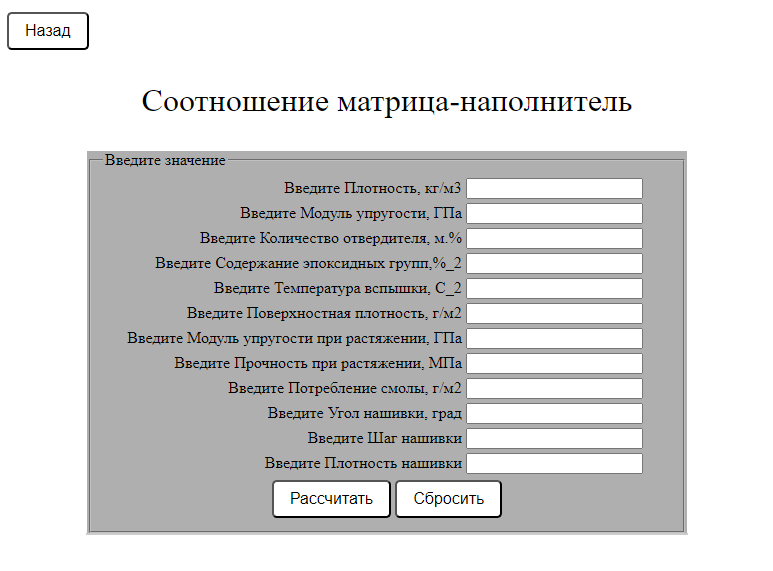 Назад
Соотношение матрица-наполнитель
Введите значение
Введите Плотность, кг/м3
Введите Модуль упругости, ГПа
Введите Количество отвердителя, м.%
Введите Содержание эпоксидных групп,%_2
Введите Температура вспышки, С_2
Введите Поверхностная плотность, г/м2
Введите Модуль упругости при растяжении, ГПа
Введите Прочность при растяжении, МПа
Введите Потребление смолы, г/м2
Введите Угол нашивки, град
Введите Шаг нашивки
Введите Плотность нашивки
Рассчитать Сбросить